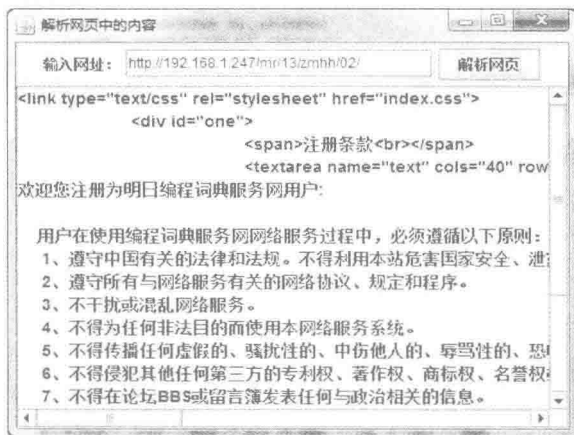 解析网页中的内容
输入网址: http://192.168.1.247/mr/13/zmhh/02/ 解析网页
<link type="text/css" rel="stylesheet" href="index.css">
<div id="one">
<span>注册条款<br></span>
<textarea name="text" cols="40" row
欢迎您注册为明日编程词典服务网用户:
用户在使用编程词典服务网网络服务过程中，必须遵循以下原则：
1、遵守中国有关的法律和法规。不得利用本站危害国家安全、
2、遵守所有与网络服务有关的网络协议、规定和程序。
3、不干扰或混乱网络服务。
4、不得为任何非法目的而使用本网络服务系统。
5、不得传播任何虚假的、骚扰性的、中伤他人的、辱骂性的、
6、不得侵犯其他任何第三方的专利权、著作权、商标权、名誉权
7、不得在论坛BBS或留言簿发表任何与政治相关的信息。